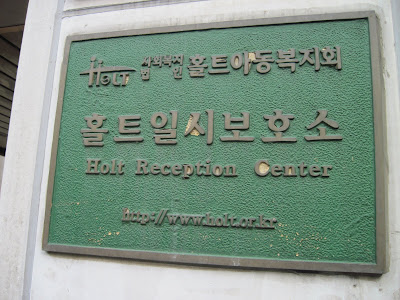 HOLT 사회복지법인 홀트아동복지회
홀트일시보호소
Holt Reception Center
http://www.holt.or.kr